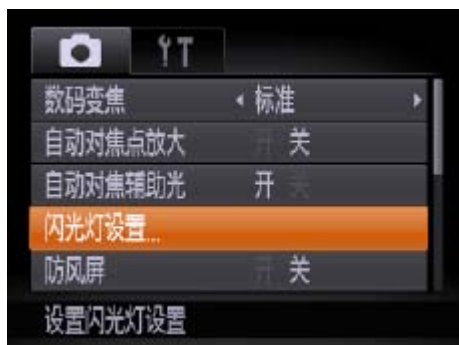 数码变焦 标准
自动对焦点放大 开 关
自动对焦辅助光 开 关
闪光灯设置...
防风屏 开 关
设置闪光灯设置